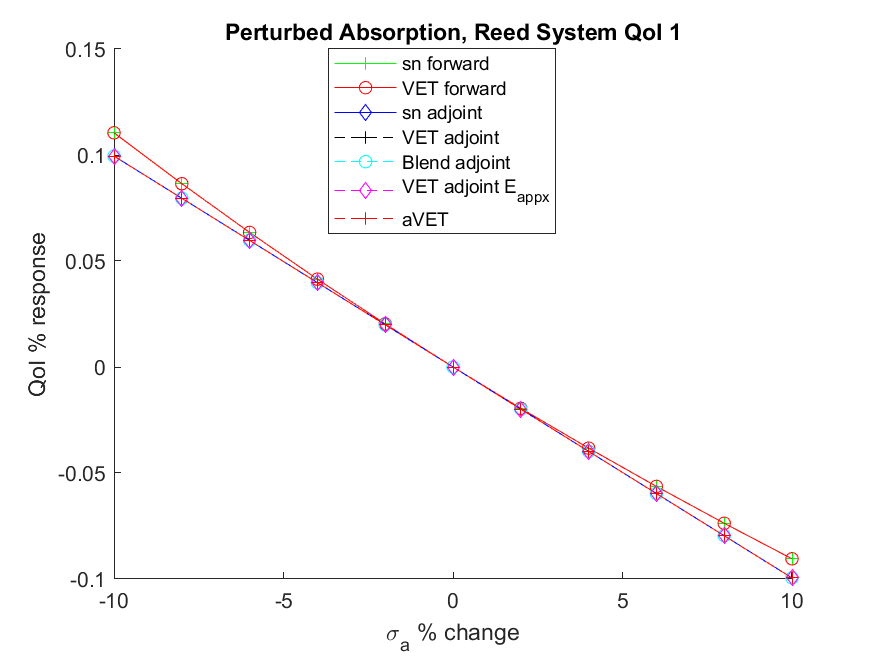 Perturbed Absorption, Reed System QoI 1
sn forward
VET forward
sn adjoint
VET adjoint
Blend adjoint
VET adjoint E_appx
aVET
0.15
0.1
0.05
0
-0.05
-0.1
QoI % response
-10
-5
0
5
10
σ_a % change